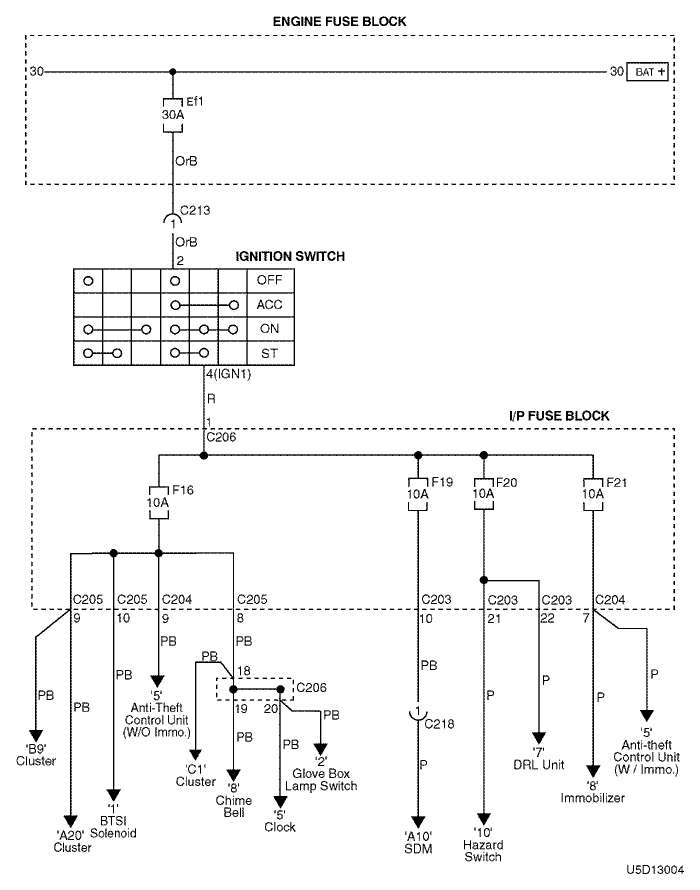 ENGINE FUSE BLOCK
30
30
BAT +
Ef1
30A
OrB
C213
1
OrB
2
IGNITION SWITCH
OFF
ACC
ON
ST
4(IGN1)
R
1
C206
I/P FUSE BLOCK
F16
10A
F19
10A
F20
10A
F21
10A
C205
C205
C204
C205
C203
C203
C203
C204
9
10
9
8
10
21
22
7
PB
PB
PB
PB
PB
PB
PB
P
P
P
P
18
C206
19
20
PB
PB
PB
1
C218
P
'5'
Anti-Theft
Control Unit
(W/O Immo.)
'B9'
Cluster
'C1'
Cluster
'2'
Glove Box
Lamp Switch
'8'
Chime
Bell
'5'
Clock
'1'
BTSI
Solenoid
'A20'
Cluster
'A10'
SDM
'10'
Hazard
Switch
'7'
DRL Unit
'8'
Immobilizer
'5'
Anti-theft
Control Unit
(W / Immo.)
U5D13004